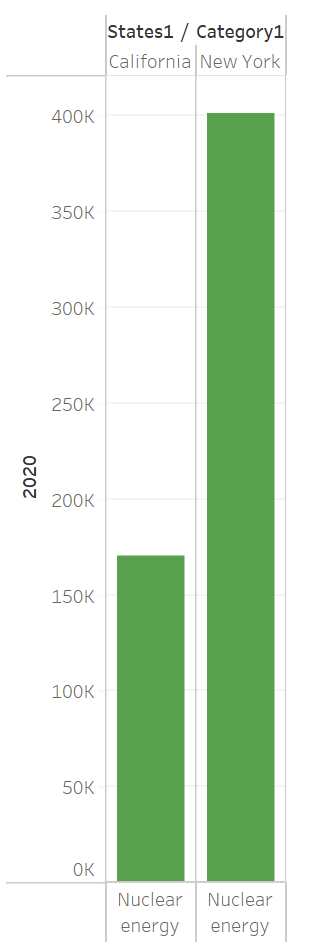 States1 / Category1
California New York
400K
350K
300K
250K
200K
150K
100K
50K
0K
2020
Nuclear energy Nuclear energy